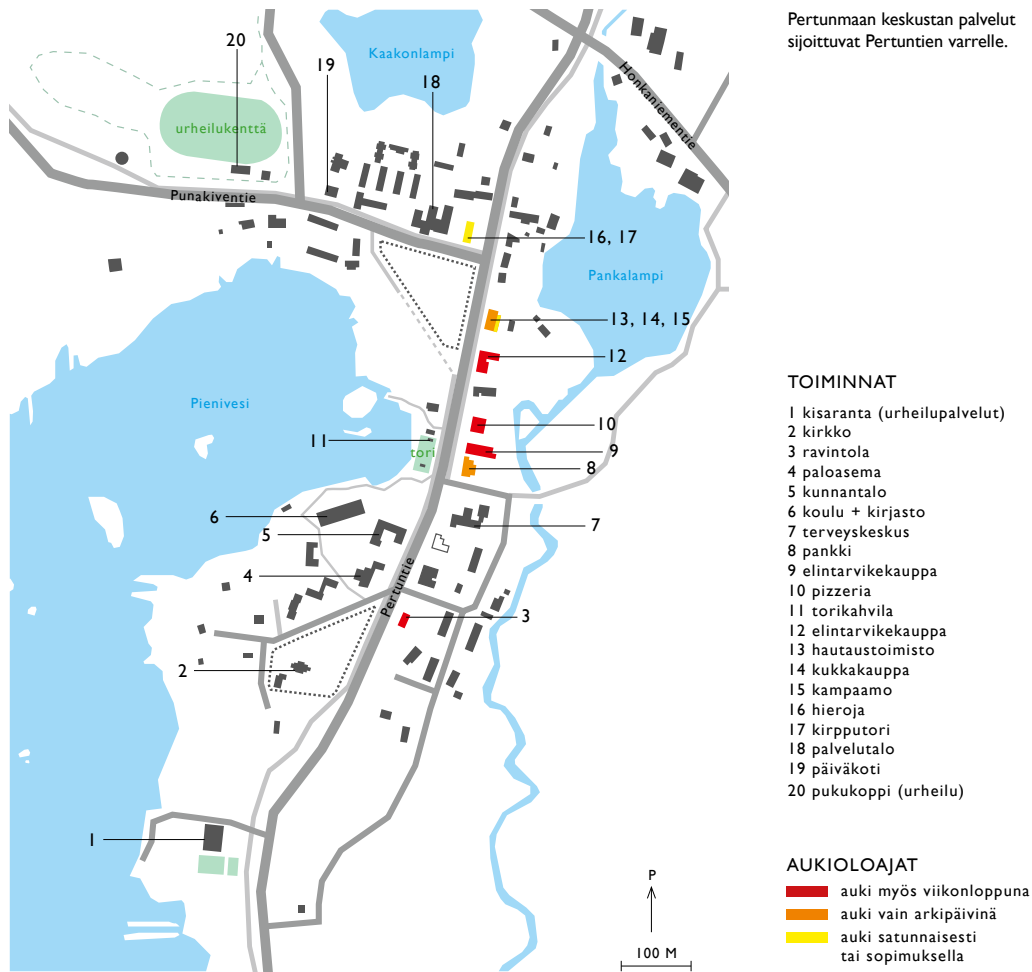 Pertunmaan keskustan palvelut
sijoittuvat Pertuntien varrelle.
20
19
Kaakonlampi
18
Honkaniementie
urheilukenttä
Punakiventie
16, 17
Pankalampi
13, 14, 15
12
Pienivesi
10
11
tori
9
8
6
5
7
4
Pertuntie
3
2
1
P
100 M
TOIMINNAT
1 kisaranta (urheilupalvelut)
2 kirkko
3 ravintola
4 paloasema
5 kunnantalo
6 koulu + kirjasto
7 terveyskeskus
8 pankki
9 elintarvikekauppa
10 pizzeria
11 torikahvila
12 elintarvikekauppa
13 hautaustoimisto
14 kukkakauppa
15 kampaamo
16 hieroja
17 kirpputori
18 palvelutalo
19 päiväkoti
20 pukukoppi (urheilu)
AUKIOLOAJAT
auki myös viikonloppuna
auki vain arkipäivinä
auki satunnaisesti
tai sopimuksella